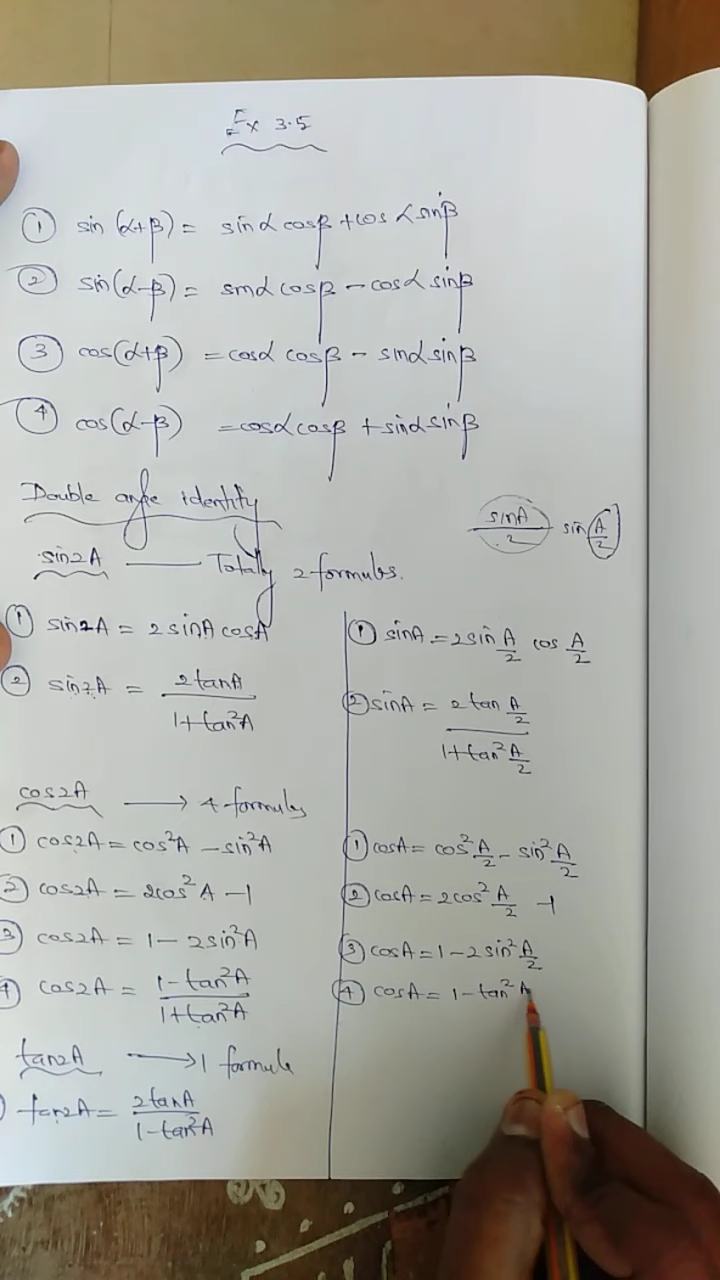 Ex 3.5
① sin(α+β) = sinα cosβ + cosα sinβ
② sin(α-β) = sinα cosβ - cosα sinβ
③ cos(α+β) = cosα cosβ - sinα sinβ
④ cos(α-β) = cosα cosβ + sinα sinβ
Double angle identity
sinA/2 sin(A/2)
sin2A — Totally 2 formulas.
① sin2A = 2sinA cosA
② sin2A = 2tanA/1+tan²A
① sinA = 2sin A/2 cos A/2
② sinA = 2tan A/2 / 1+tan² A/2
cos2A → 4 formulas
① cos2A = cos²A - sin²A
② cos2A = 2cos²A - 1
③ cos2A = 1 - 2sin²A
④ cos2A = 1-tan²A/1+tan²A
① cosA = cos² A/2 - sin² A/2
② cosA = 2cos² A/2 - 1
③ cosA = 1 - 2sin² A/2
④ cosA = 1 - tan² A
tan2A → 1 formula
tan2A = 2tanA/1-tan²A